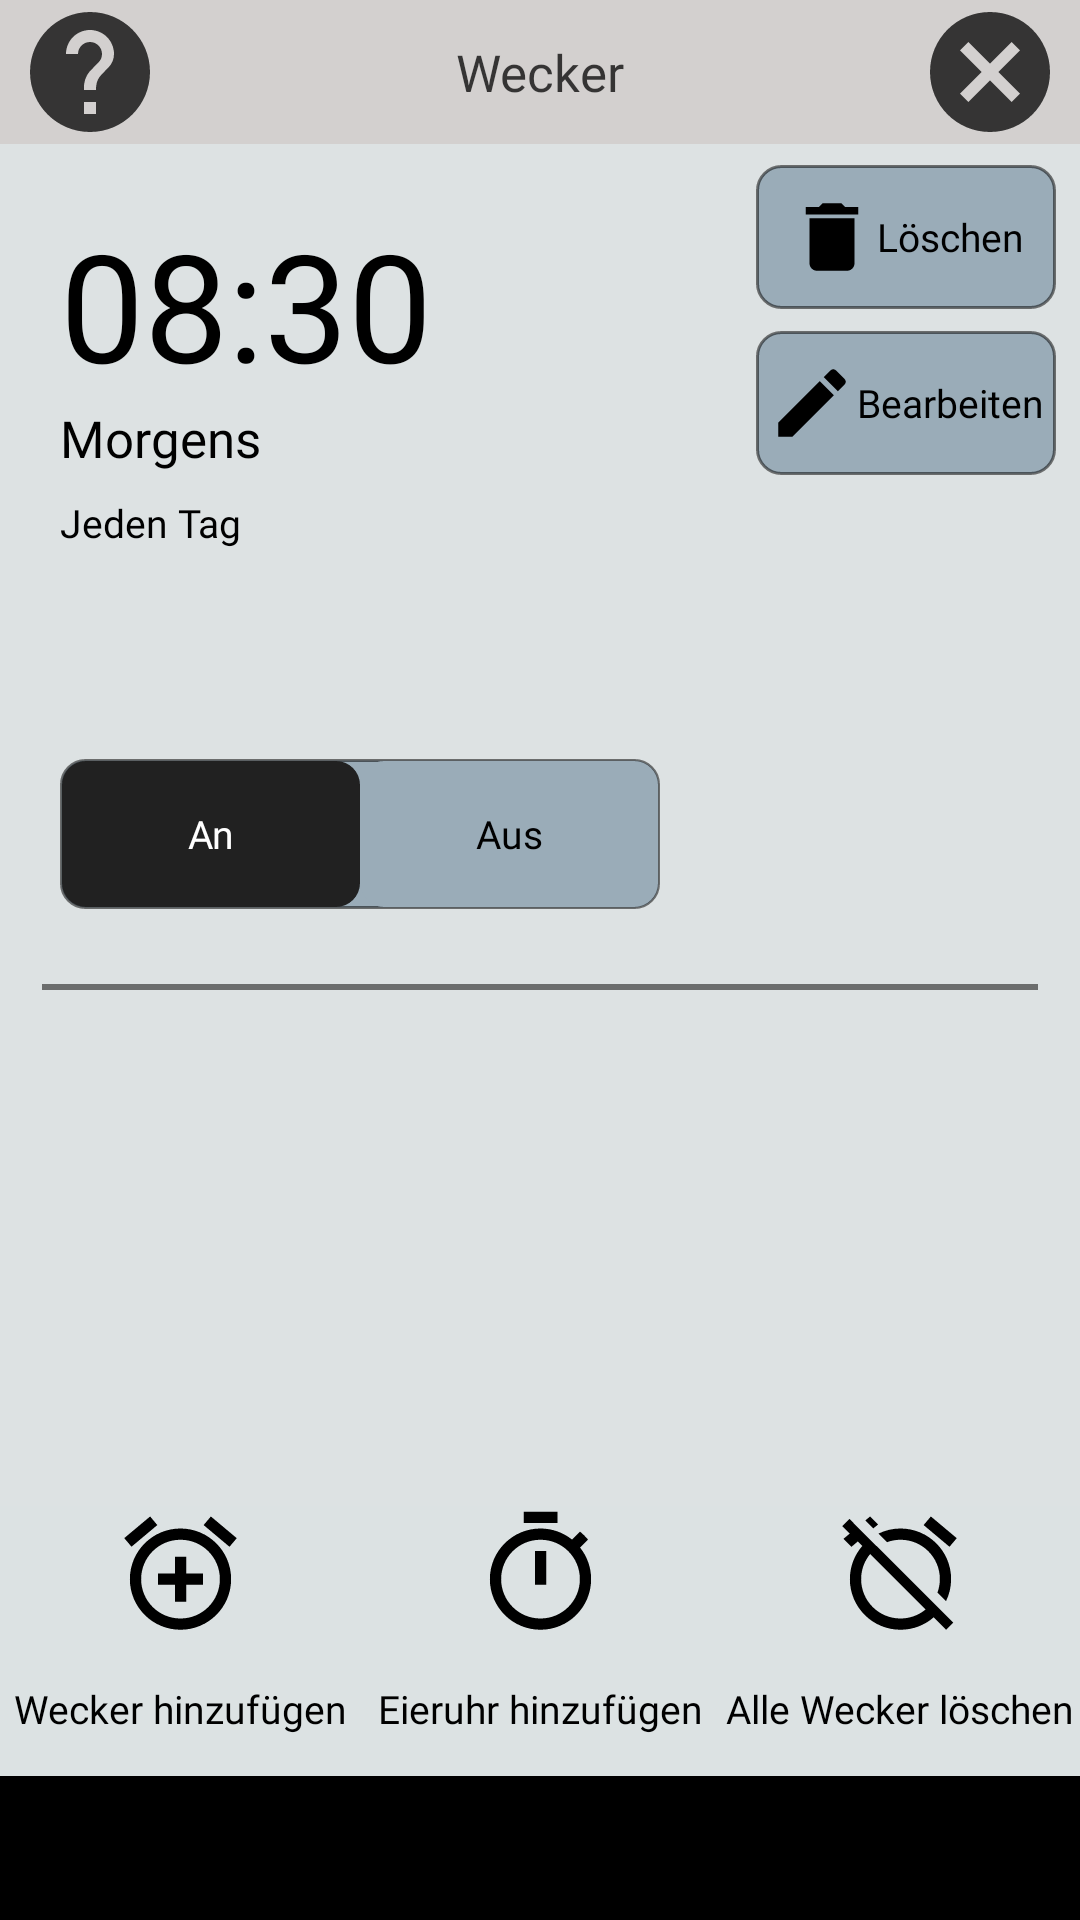 Wecker
08:30
Löschen
Bearbeiten
Morgens
Jeden Tag
An
Aus
Wecker hinzufügen
Eieruhr hinzufügen
Alle Wecker löschen